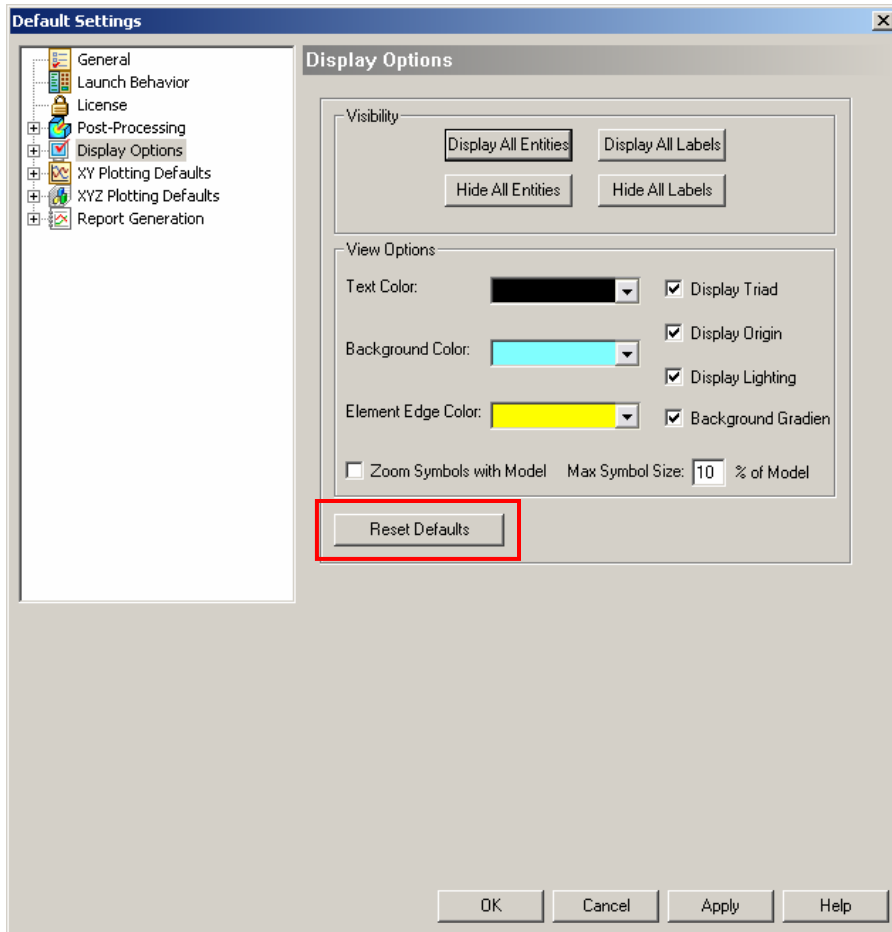 Default Settings
General
Launch Behavior
License
Post-Processing
Display Options
XY Plotting Defaults
XYZ Plotting Defaults
Report Generation
Display Options
Visibility
Display All Entities
Display All Labels
Hide All Entities
Hide All Labels
View Options
Text Color:
Display Triad
Display Origin
Background Color:
Display Lighting
Element Edge Color:
Background Gradien
Zoom Symbols with Model Max Symbol Size: 10 % of Model
Reset Defaults
OK Cancel Apply Help